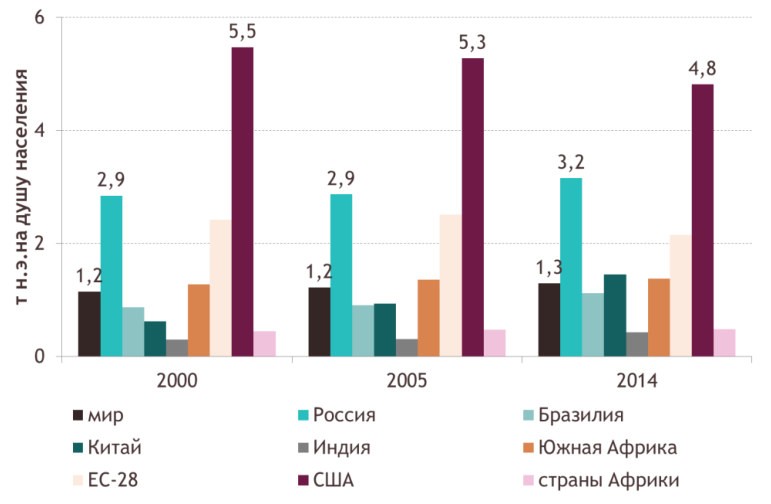 6
5,5
5,3
4,8
4
2,9
2,9
3,2
2
1,2
1,2
1,3
0
т н.э.на душу населения
2000
2005
2014
мир
Россия
Бразилия
Китай
Индия
Южная Африка
ЕС-28
США
страны Африки